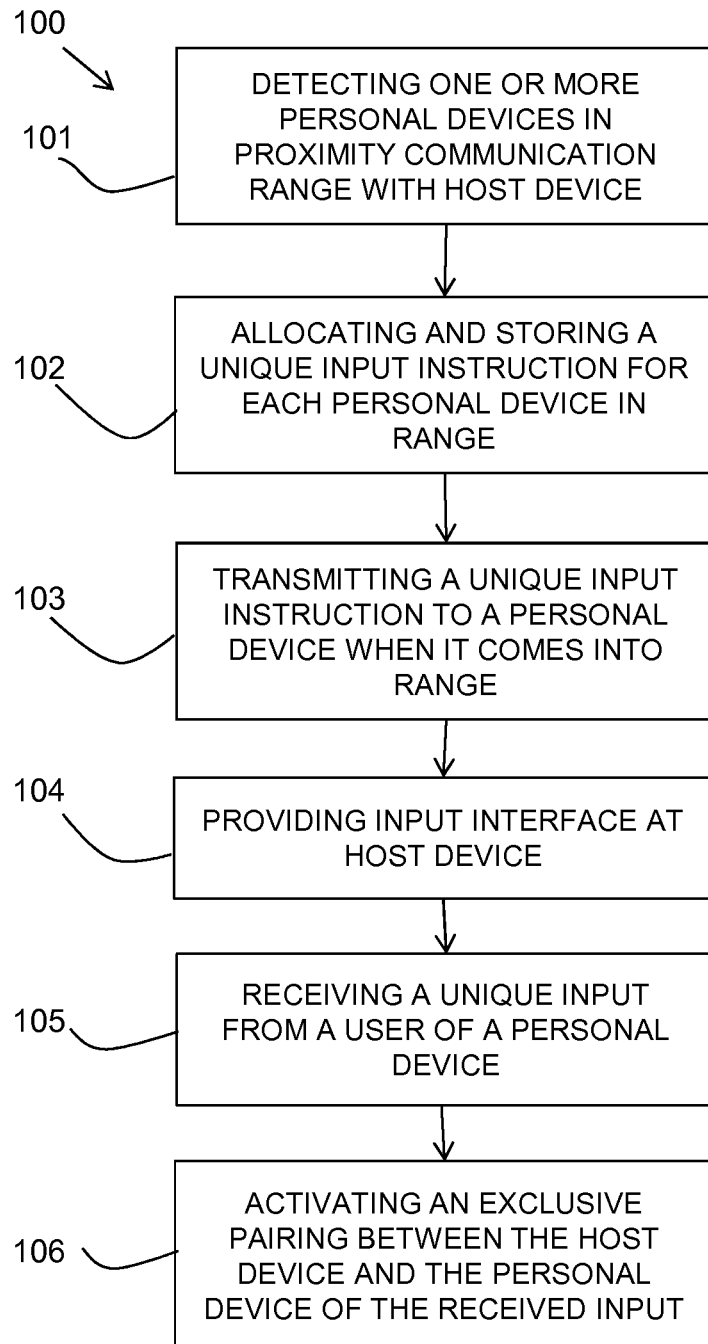 100
101
DETECTING ONE OR MORE
PERSONAL DEVICES IN
PROXIMITY COMMUNICATION
RANGE WITH HOST DEVICE
102
ALLOCATING AND STORING A
UNIQUE INPUT INSTRUCTION FOR
EACH PERSONAL DEVICE IN
RANGE
103
TRANSMITTING A UNIQUE INPUT
INSTRUCTION TO A PERSONAL
DEVICE WHEN IT COMES INTO
RANGE
104
PROVIDING INPUT INTERFACE AT
HOST DEVICE
105
RECEIVING A UNIQUE INPUT
FROM A USER OF A PERSONAL
DEVICE
106
ACTIVATING AN EXCLUSIVE
PAIRING BETWEEN THE HOST
DEVICE AND THE PERSONAL
DEVICE OF THE RECEIVED INPUT